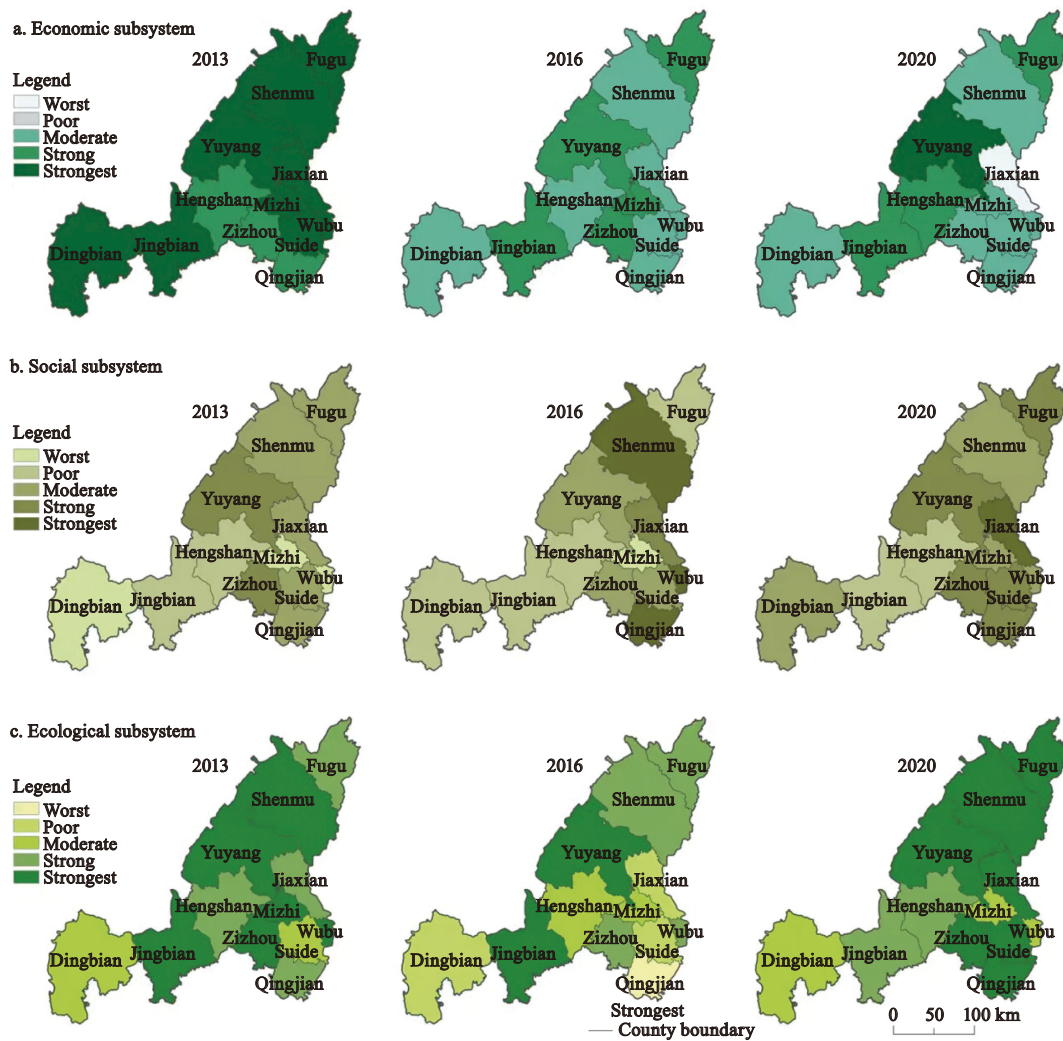 a. Economic subsystem
2013
2016
2020
Legend
Worst
Poor
Moderate
Strong
Strongest
Fugu
Shenmu
Yuyang
Jiaxian
Hengshan
Mizhi
Wubu
Zizhou
Dingbian
Jingbian
Suide
Qingjian
Fugu
Shenmu
Yuyang
Jiaxian
Hengshan
Mizhi
Wubu
Zizhou
Dingbian
Jingbian
Suide
Qingjian
Fugu
Shenmu
Yuyang
Jiaxian
Hengshan
Mizhi
Wubu
Zizhou
Dingbian
Jingbian
Suide
Qingjian
b. Social subsystem
2013
2016
2020
Legend
Worst
Poor
Moderate
Strong
Strongest
Fugu
Shenmu
Yuyang
Jiaxian
Hengshan
Mizhi
Wubu
Zizhou
Dingbian
Jingbian
Suide
Qingjian
Fugu
Shenmu
Yuyang
Jiaxian
Hengshan
Mizhi
Wubu
Zizhou
Dingbian
Jingbian
Suide
Qingjian
Fugu
Shenmu
Yuyang
Jiaxian
Hengshan
Mizhi
Wubu
Zizhou
Dingbian
Jingbian
Suide
Qingjian
c. Ecological subsystem
2013
2016
2020
Legend
Worst
Poor
Moderate
Strong
Strongest
Fugu
Shenmu
Yuyang
Jiaxian
Hengshan
Mizhi
Wubu
Zizhou
Suide
Dingbian
Jingbian
Qingjian
Fugu
Shenmu
Yuyang
Jiaxian
Hengshan
Mizhi
Wubu
Zizhou
Suide
Dingbian
Jingbian
Qingjian
Fugu
Shenmu
Yuyang
Jiaxian
Hengshan
Mizhi
Wubu
Zizhou
Suide
Dingbian
Jingbian
Qingjian
Strongest
County boundary
0 50 100 km